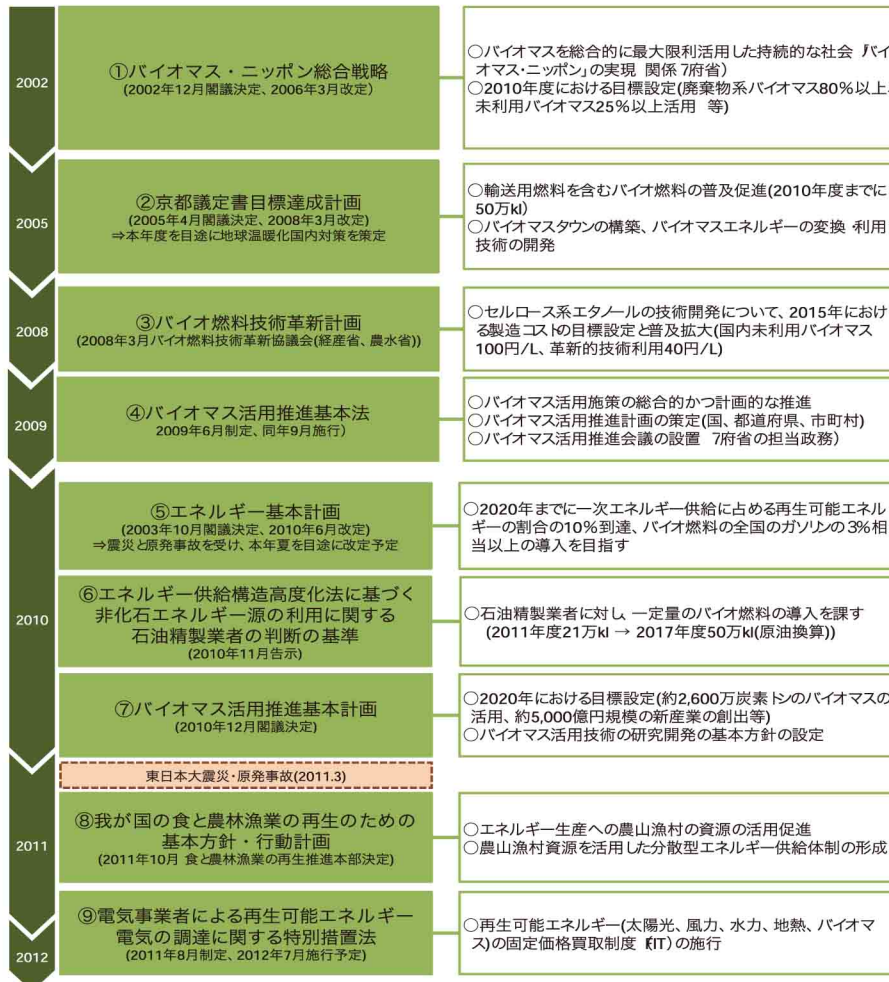 2002
①バイオマス・ニッポン総合戦略
(2002年12月閣議決定、2006年3月改定)
○バイオマスを総合的に最大限利活用した持続的な社会「バイ
オマス・ニッポン」の実現 関係7府省)
○2010年度における目標設定(廃棄物系バイオマス80%以上、
未利用バイオマス25%以上活用 等)
2005
②京都議定書目標達成計画
(2005年4月閣議決定、2008年3月改定)
⇒本年度を目途に地球温暖化国内対策を策定
○輸送用燃料を含むバイオ燃料の普及促進(2010年度までに
50万kl)
○バイオマスタウンの構築、バイオマスエネルギーの変換・利用
技術の開発
2008
③バイオ燃料技術革新計画
(2008年3月バイオ燃料技術革新協議会(経産省、農水省))
○セルロース系エタノールの技術開発について、2015年におけ
る製造コストの目標設定と普及拡大(国内未利用バイオマス
100円/L、革新的技術利用40円/L)
2009
④バイオマス活用推進基本法
2009年6月制定、同年9月施行)
○バイオマス活用施策の総合的かつ計画的な推進
○バイオマス活用推進計画の策定(国、都道府県、市町村)
○バイオマス活用推進会議の設置 7府省の担当政務)
2010
⑤エネルギー基本計画
(2003年10月閣議決定、2010年6月改定)
⇒震災と原発事故を受け、本年夏を目途に改定予定
○2020年までに一次エネルギー供給に占める再生可能エネル
ギーの割合の10%到達、バイオ燃料の全国のガソリンの3%相
当以上の導入を目指す
⑥エネルギー供給構造高度化法に基づく
非化石エネルギー源の利用に関する
石油精製業者の判断の基準
(2010年11月告示)
○石油精製業者に対し、一定量のバイオ燃料の導入を課す
(2011年度21万kl → 2017年度50万kl(原油換算))
⑦バイオマス活用推進基本計画
(2010年12月閣議決定)
○2020年における目標設定(約2,600万炭素トンのバイオマスの
活用、約5,000億円規模の新産業の創出等)
○バイオマス活用技術の研究開発の基本方針の設定
東日本大震災・原発事故(2011.3)
2011
⑧我が国の食と農林漁業の再生のための
基本方針・行動計画
(2011年10月 食と農林漁業の再生推進本部決定)
○エネルギー生産への農山漁村の資源の活用促進
○農山漁村資源を活用した分散型エネルギー供給体制の形成
2012
⑨電気事業者による再生可能エネルギー
電気の調達に関する特別措置法
(2011年8月制定、2012年7月施行予定)
○再生可能エネルギー(太陽光、風力、水力、地熱、バイオマ
ス)の固定価格買取制度(FIT)の施行